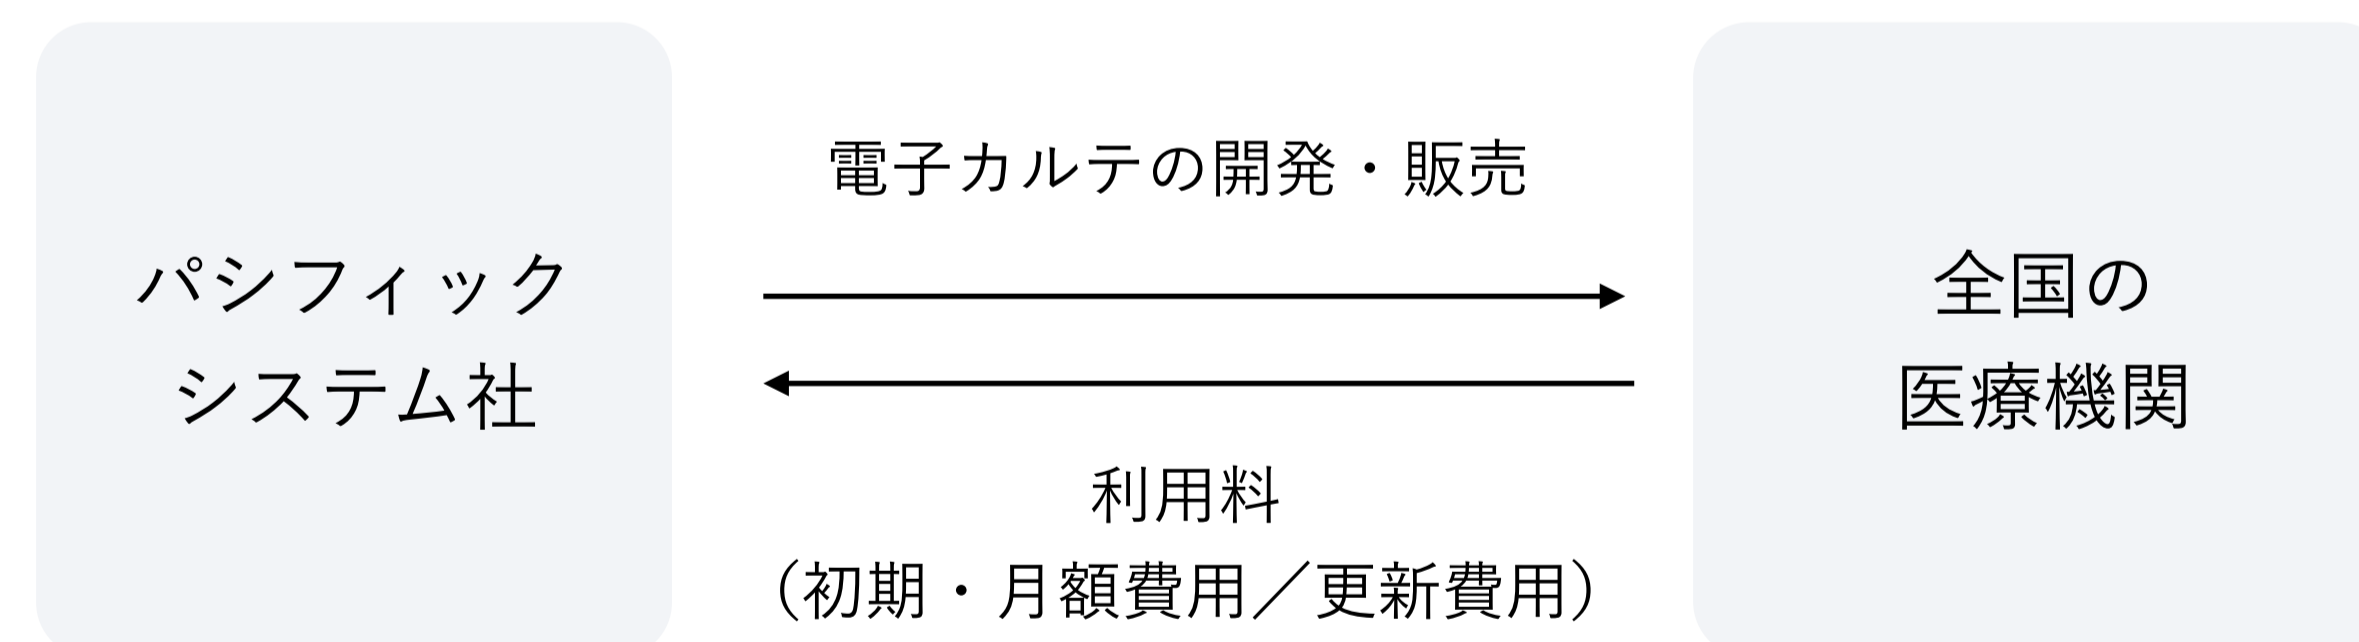 パシフィック
システム社
電子カルテの開発・販売
利用料
（初期・月額費用／更新費用）
全国の
医療機関